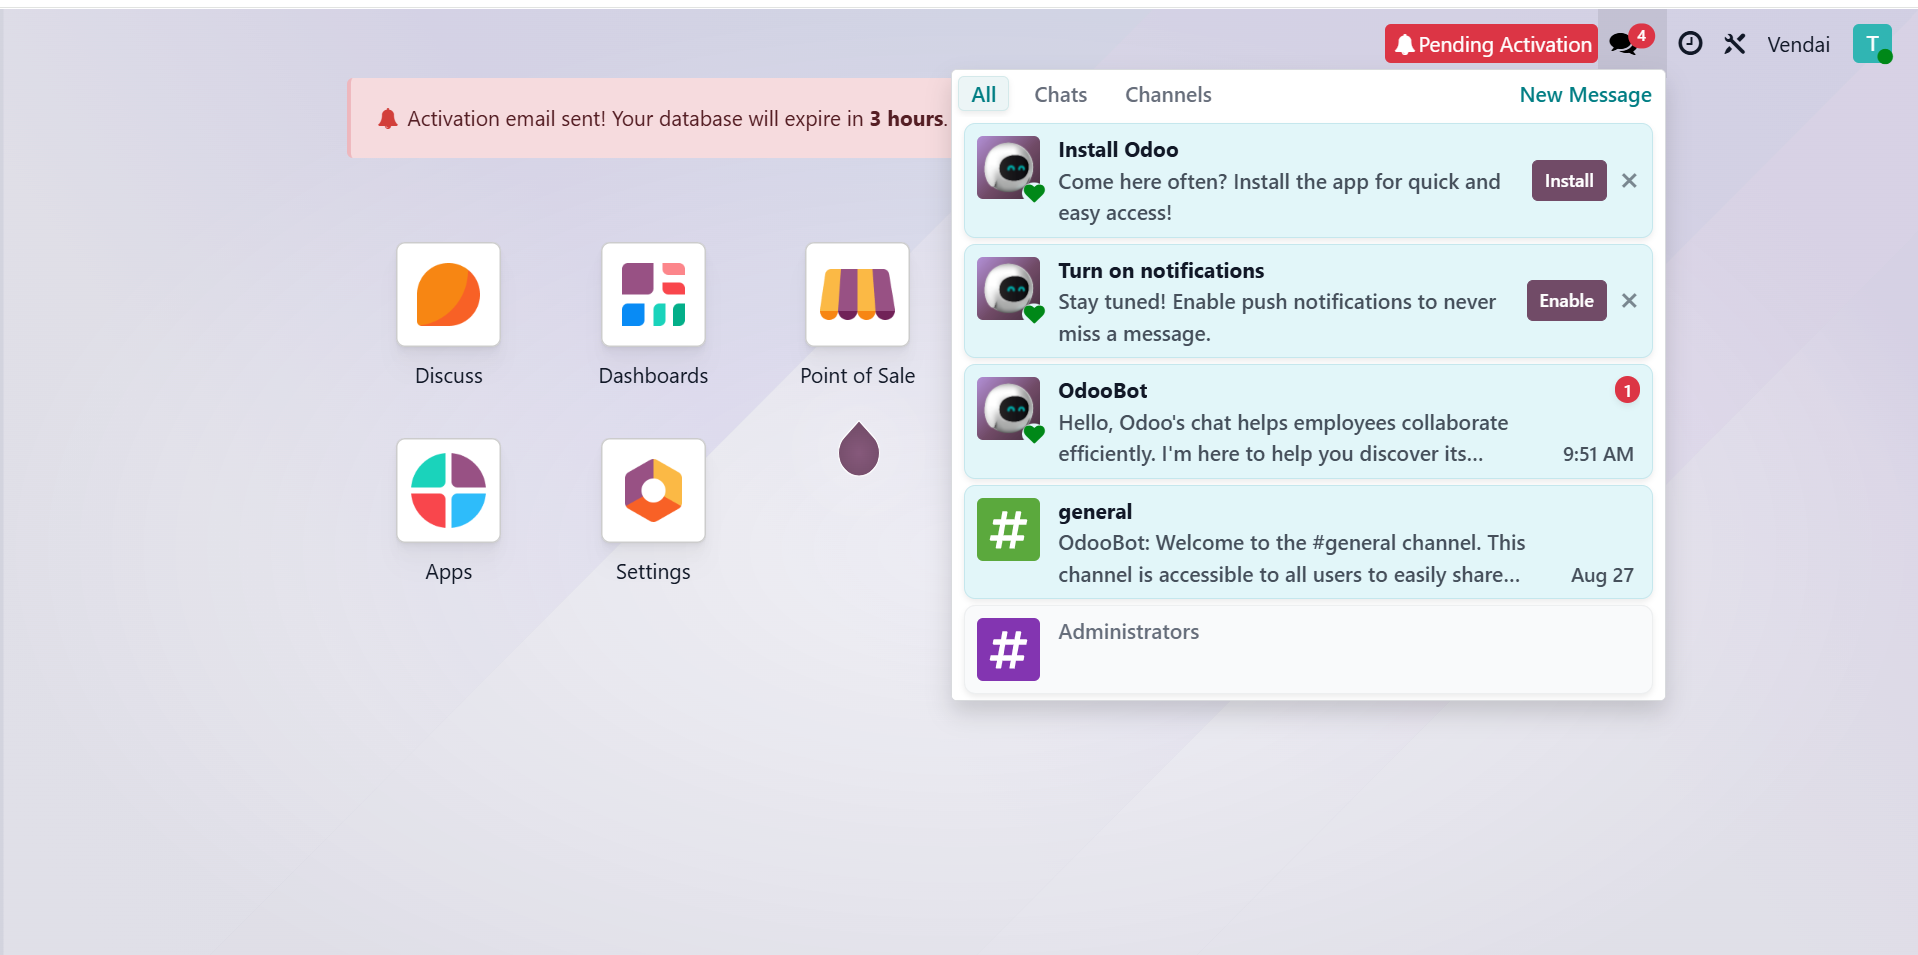 Pending Activation
4
Vendai
T
Activation email sent! Your database will expire in 3 hours.
All
Chats
Channels
New Message
Install Odoo
Come here often? Install the app for quick and
easy access!
Install
Turn on notifications
Stay tuned! Enable push notifications to never
miss a message.
Enable
OdooBot
1
Hello, Odoo's chat helps employees collaborate
efficiently. I'm here to help you discover its...
9:51 AM
general
OdooBot: Welcome to the #general channel. This
channel is accessible to all users to easily share...
Aug 27
Administrators
Discuss
Dashboards
Point of Sale
Apps
Settings